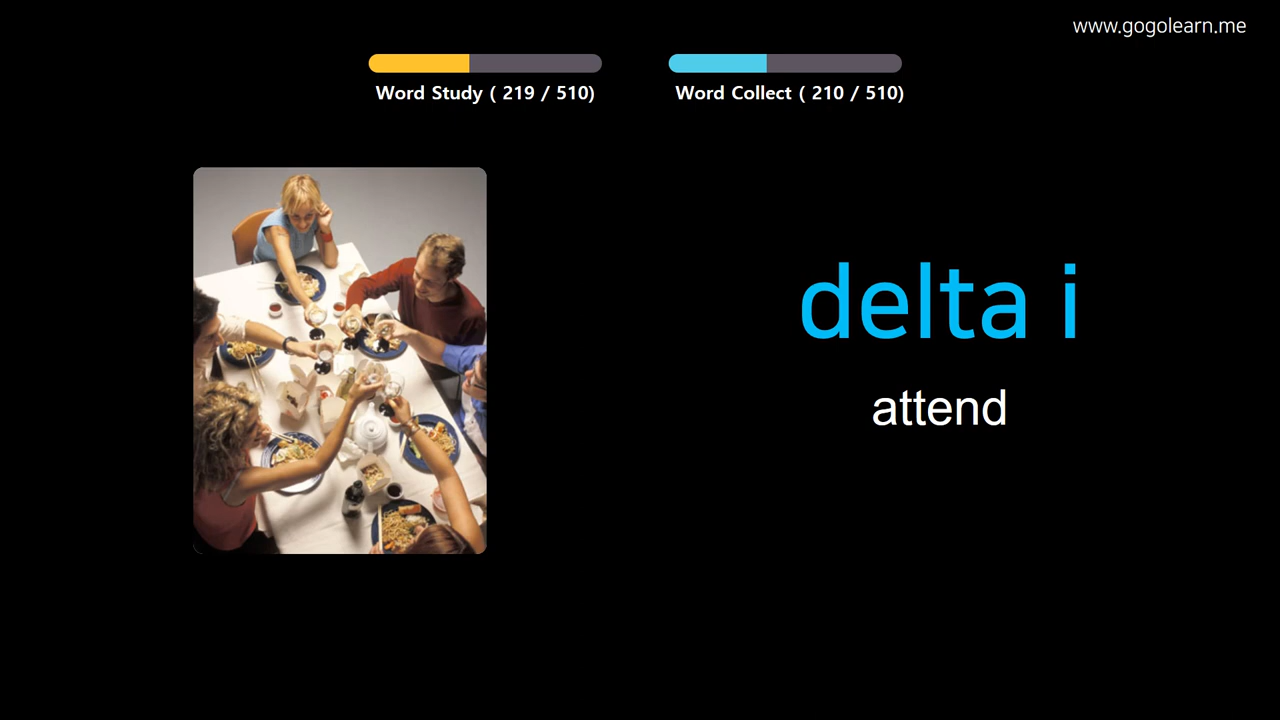 www.gogolearn.me
Word Study ( 219 / 510)
Word Collect ( 210 / 510)
delta i
attend